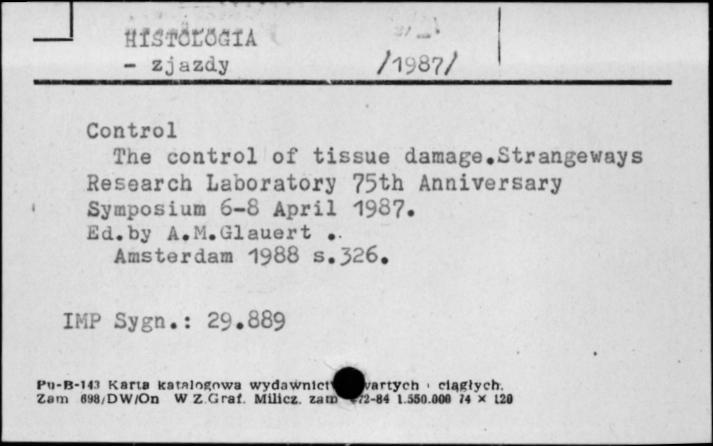 HISTOLOGIA
- zjazdy /1987/
Control
The control of tissue damage.Strangeways
Research Laboratory 75th Anniversary
Symposium 6-8 April 1987.
Ed.by A.M.Glauert .
Amsterdam 1988 s.326.
IMP Sygn.: 29.889
Pu-B-143 Karta katalogowa wydawnict wartych i ciągłych.
Zam 698/DW/On W Z.Graf. Milicz. zam 72-84 1.550.000 74 × 120